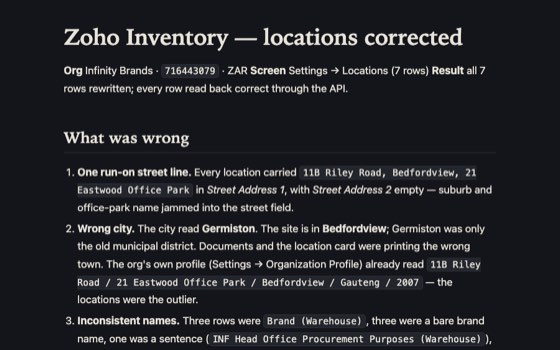 Zoho Inventory — locations corrected
Org Infinity Brands · 716443079 · ZAR Screen Settings → Locations (7 rows) Result all 7
rows rewritten; every row read back correct through the API.
What was wrong
1. One run-on street line. Every location carried 11B Riley Road, Bedfordview, 21
Eastwood Office Park in Street Address 1, with Street Address 2 empty — suburb and
office-park name jammed into the street field.
2. Wrong city. The city read Germiston. The site is in Bedfordview; Germiston was only
the old municipal district. Documents and the location card were printing the wrong
town. The org's own profile (Settings → Organization Profile) already read 11B Riley
Road / 21 Eastwood Office Park / Bedfordview / Gauteng / 2007 — the
locations were the outlier.
3. Inconsistent names. Three rows were Brand (Warehouse) , three were a bare brand
name, one was a sentence ( INF Head Office Procurement Purposes (Warehouse) ),